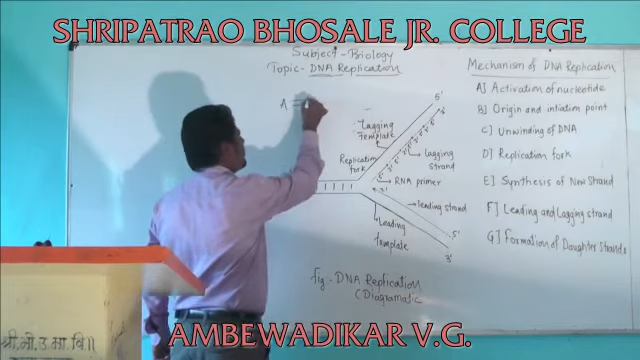 SHRIPATRAO BHOSALE JR. COLLEGE
Subject - Biology
Topic - DNA Replication
A =
Lagging
Template
Replication
fork
5'
3'
lagging
strand
RNA primer
leading strand
Leading
Template
5'
3'
fig:- DNA Replication
(Diagramatic
Mechanism of DNA Replication
A] Activation of nucleotide
B] Origin and intiation point
C] Unwinding of DNA
D] Replication fork
E] Synthesis of New Strand
F] Leading and Lagging strand
G] Formation of Daughter Strands
AMBEWADIKAR V.G.